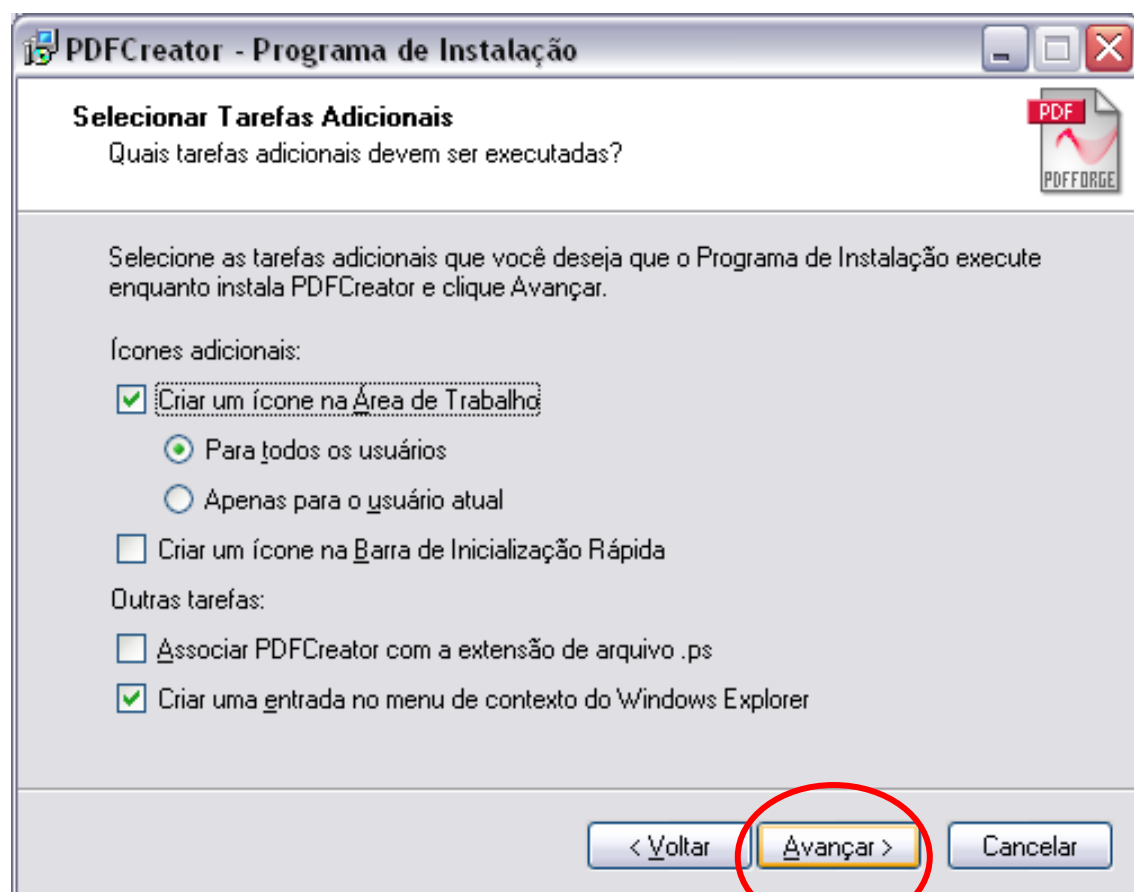 PDFCreator - Programa de Instalação
Selecionar Tarefas Adicionais
Quais tarefas adicionais devem ser executadas?
PDF
PDFFORGE
Selecione as tarefas adicionais que você deseja que o Programa de Instalação execute
enquanto instala PDFCreator e clique Avançar.
Ícones adicionais:
Criar um ícone na Área de Trabalho
Para todos os usuários
Apenas para o usuário atual
Criar um ícone na Barra de Inicialização Rápida
Outras tarefas:
Associar PDFCreator com a extensão de arquivo .ps
Criar uma entrada no menu de contexto do Windows Explorer
< Voltar
Avançar >
Cancelar